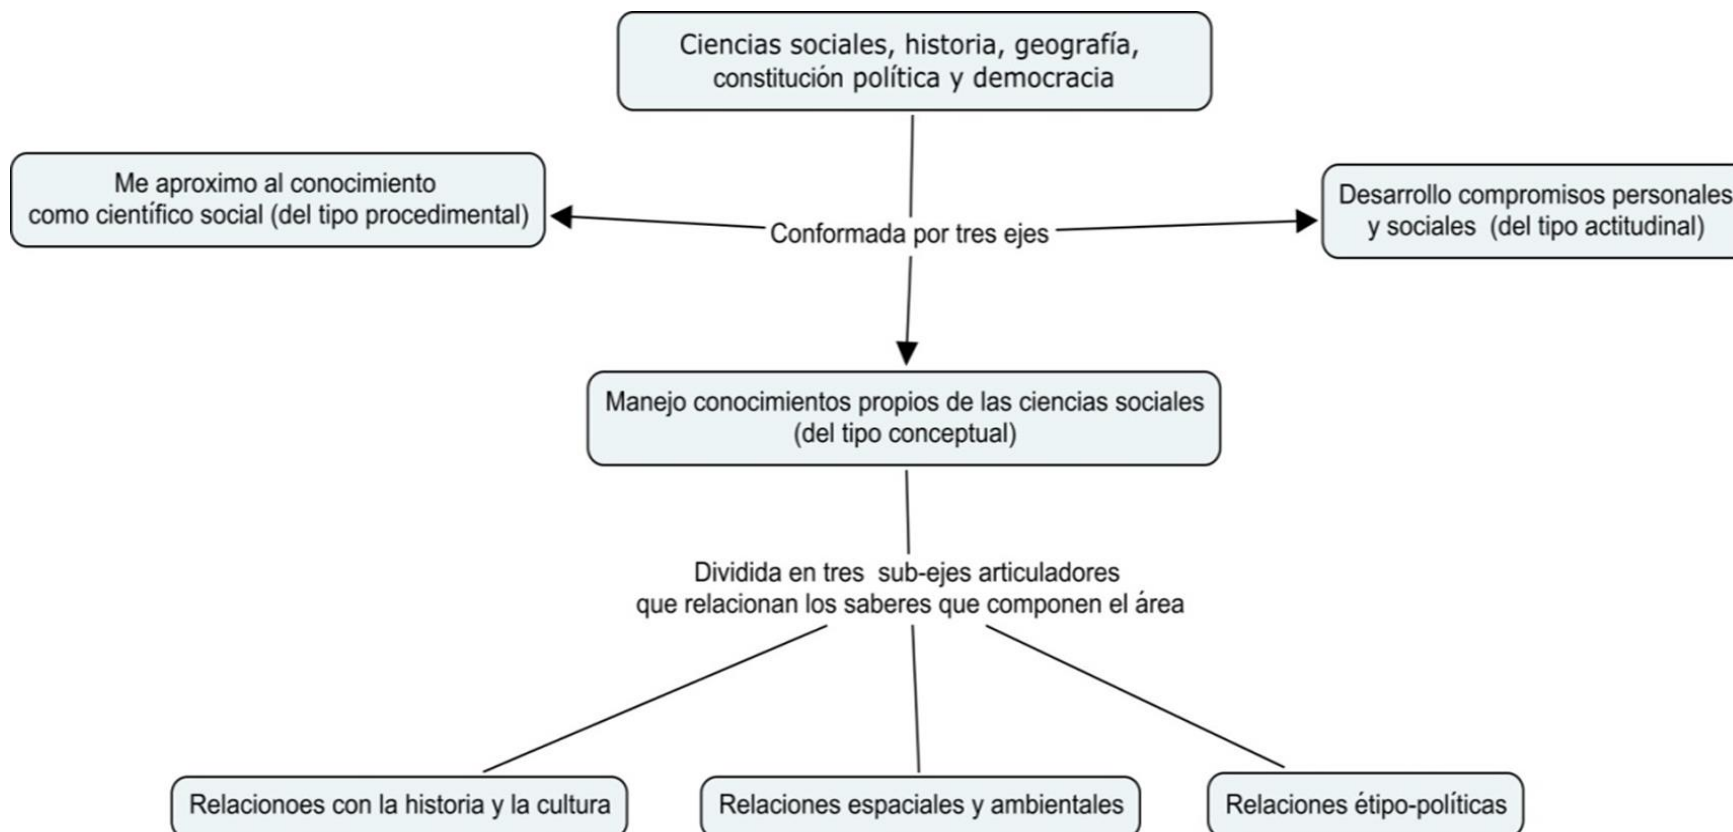 Ciencias sociales, historia, geografía,
constitución política y democracia
Me aproximo al conocimiento
como científico social (del tipo procedimental)
Conformada por tres ejes
Desarrollo compromisos personales
y sociales (del tipo actitudinal)
Manejo conocimientos propios de las ciencias sociales
(del tipo conceptual)
Dividida en tres sub-ejes articuladores
que relacionan los saberes que componen el área
Relacionoes con la historia y la cultura
Relaciones espaciales y ambientales
Relaciones étipo-políticas